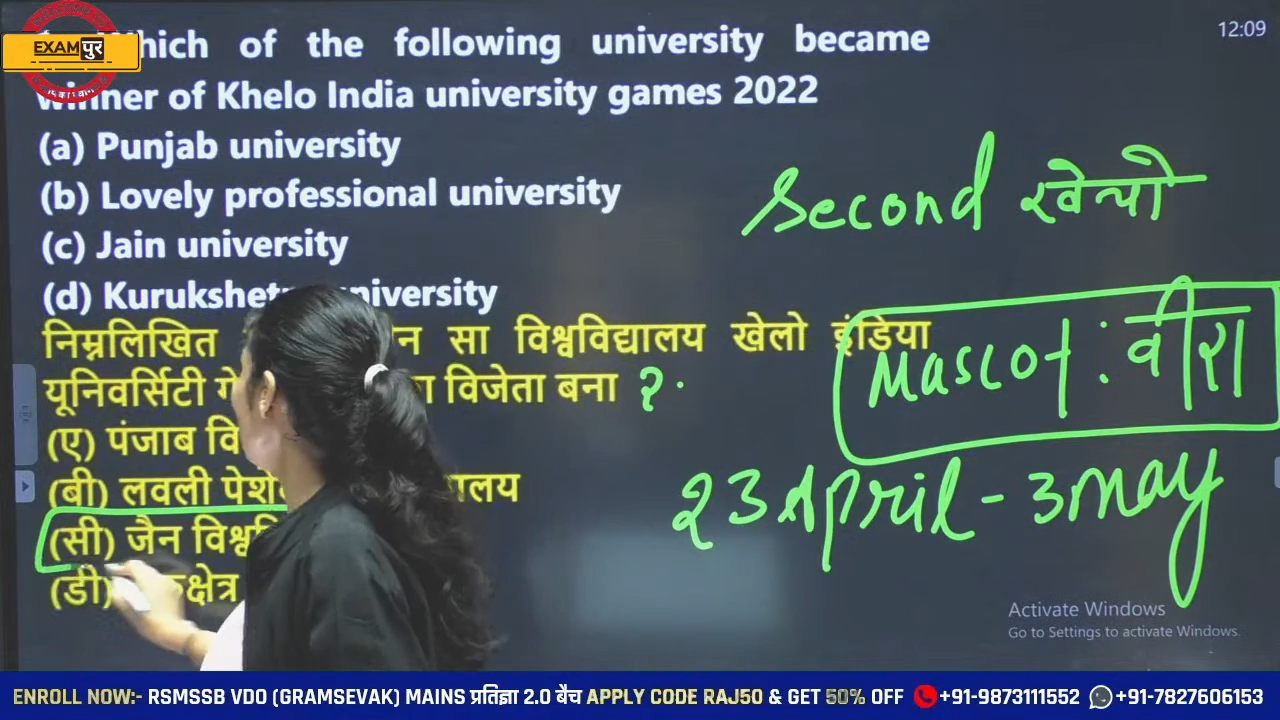 EXAMपुर
12:09
Which of the following university became
winner of Khelo India university games 2022
(a) Punjab university
(b) Lovely professional university
(c) Jain university
(d) Kurukshetra university
Second खेलो
निम्नलिखित सा विश्वविद्यालय खेलो इंडिया
यूनिवर्सिटी विजेता बना ?
Mascot : वीरा
(ए) पंजाब
(बी) लवली
(सी) जैन
(डी)
23 April - 3 May
Activate Windows
Go to Settings to activate Windows.
ENROLL NOW:- RSMSSB VDO (GRAMSEVAK) MAINS प्रतिज्ञा 2.0 बैच APPLY CODE RAJ50 & GET 50% OFF +91-9873111552 +91-7827606153